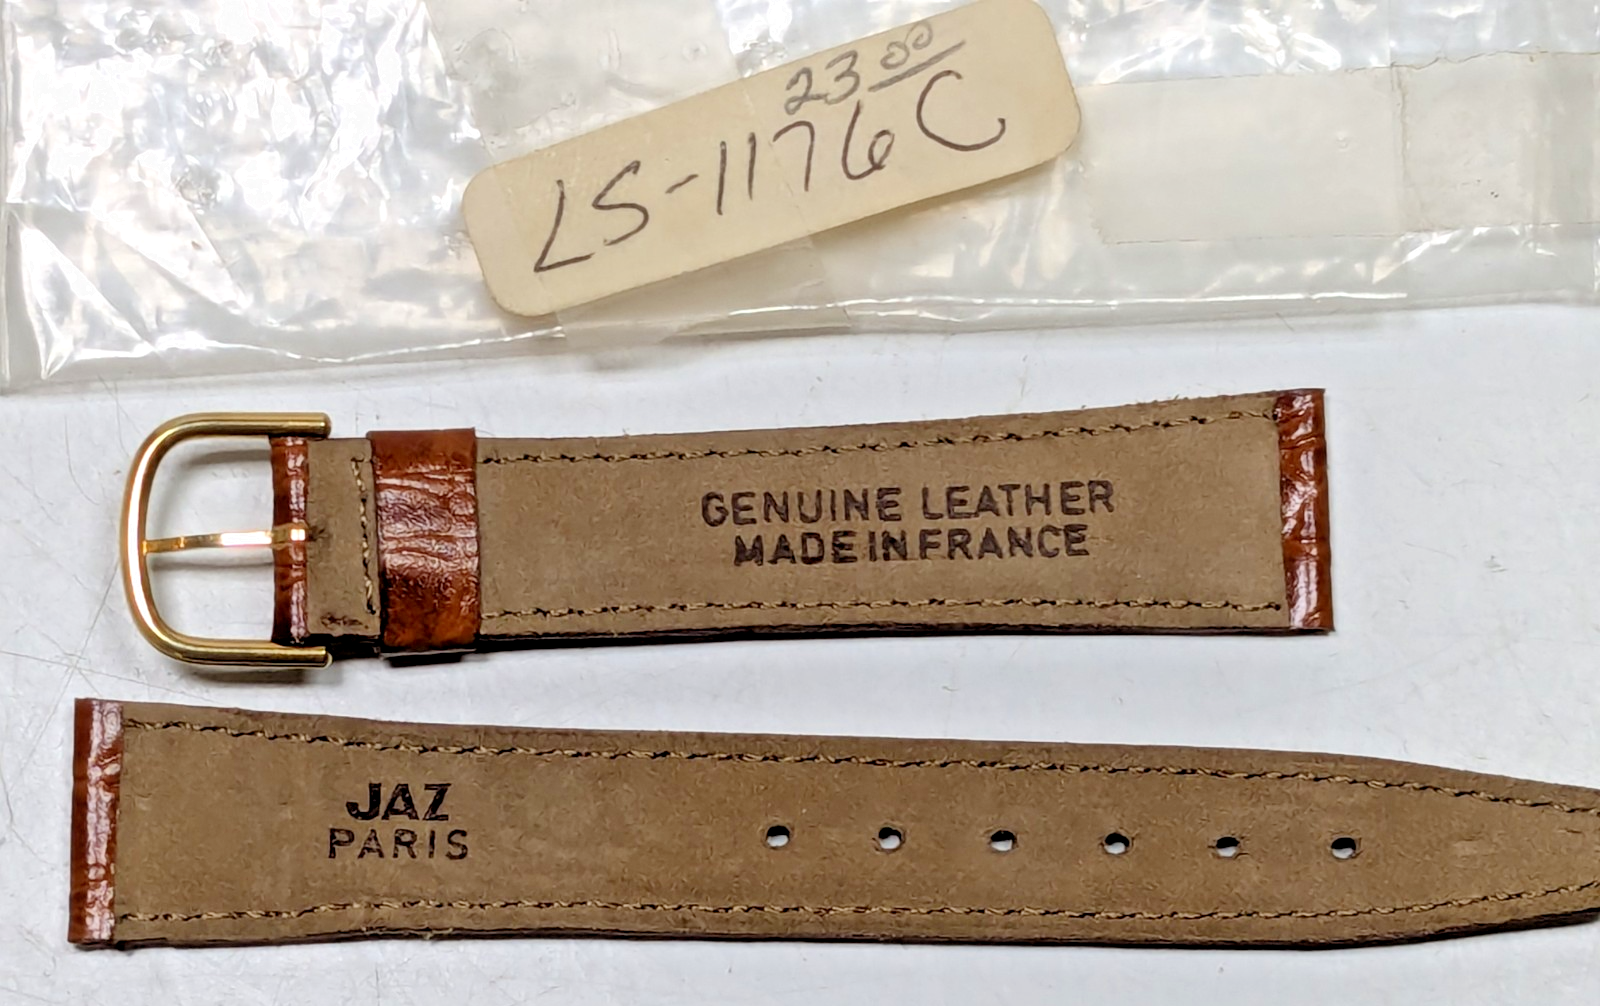 23 00
LS-1176C
GENUINE LEATHER
MADE IN FRANCE
JAZ
PARIS